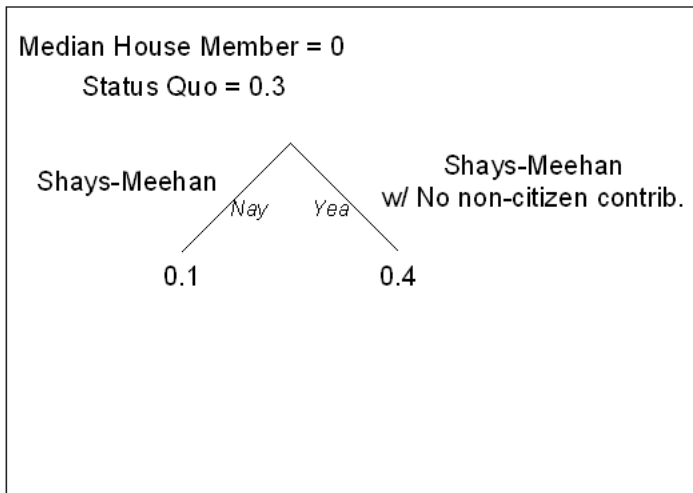 Median House Member = 0
Status Quo = 0.3
Shays-Meehan
Nay
Yea
Shays-Meehan
w/ No non-citizen contrib.
0.1
0.4